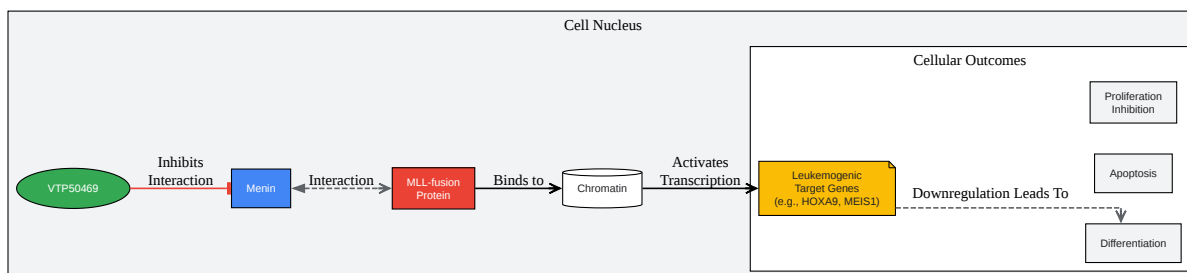 Cell Nucleus
Cellular Outcomes
Proliferation
Inhibition
Inhibits
Interaction
VTP50469
Menin
Interaction
MLL-fusion
Protein
Binds to
Chromatin
Activates
Transcription
Leukemogenic
Target Genes
(e.g., HOXA9, MEIS1)
Apoptosis
Downregulation Leads To
Differentiation